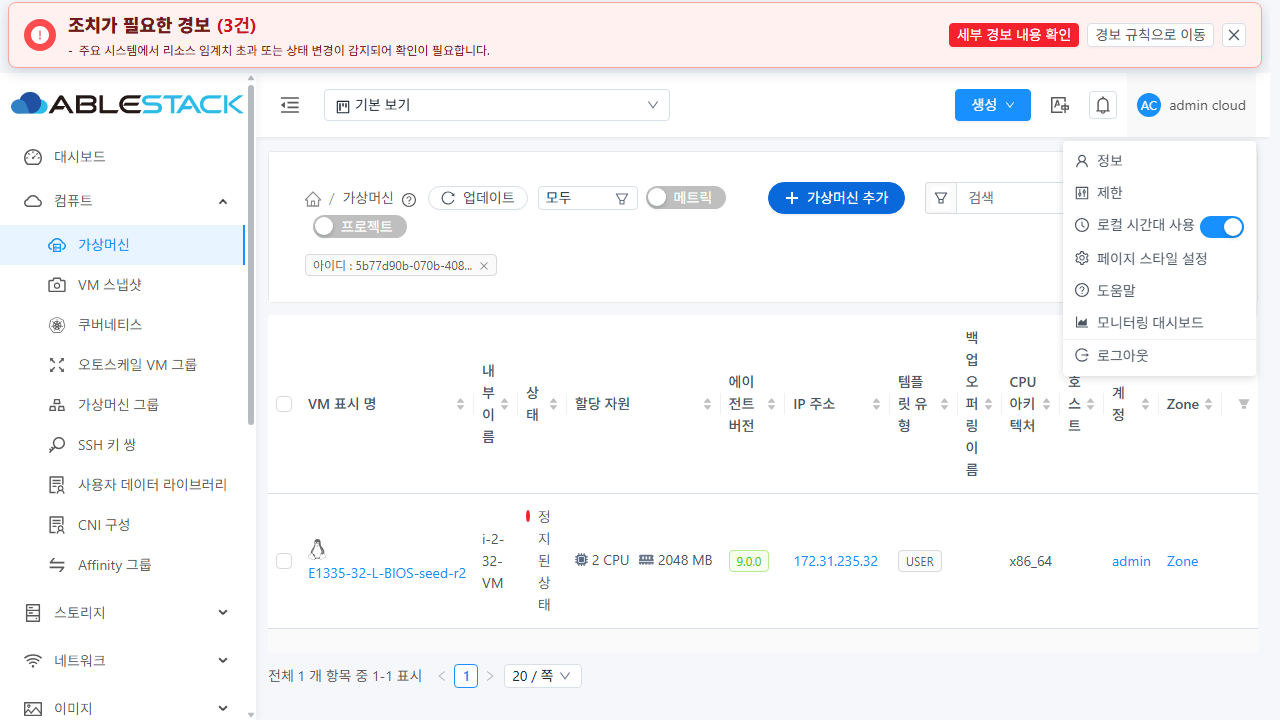 조치가 필요한 경보 (3건)
- 주요 시스템에서 리소스 임계치 초과 또는 상태 변경이 감지되어 확인이 필요합니다.
세부 경보 내용 확인
경보 규칙으로 이동
ABLESTACK
기본 보기
생성
AC admin cloud
대시보드
컴퓨트
가상머신
VM 스냅샷
쿠버네티스
오토스케일 VM 그룹
가상머신 그룹
SSH 키 쌍
사용자 데이터 라이브러리
CNI 구성
Affinity 그룹
스토리지
네트워크
이미지
정보
제한
로컬 시간대 사용
페이지 스타일 설정
도움말
모니터링 대시보드
로그아웃
/ 가상머신
업데이트
모두
메트릭
가상머신 추가
검색
프로젝트
아이디 : 5b77d90b-070b-408...
VM 표시 명
내부이름
상태
할당 자원
에이전트 버전
IP 주소
템플릿 유형
백업 오퍼링 이름
CPU 아키텍처
호스트
계정
Zone
E1335-32-L-BIOS-seed-r2
i-2-32-VM
정지된 상태
2 CPU
2048 MB
9.0.0
172.31.235.32
USER
x86_64
admin
Zone
전체 1 개 항목 중 1-1 표시
1
20 / 쪽